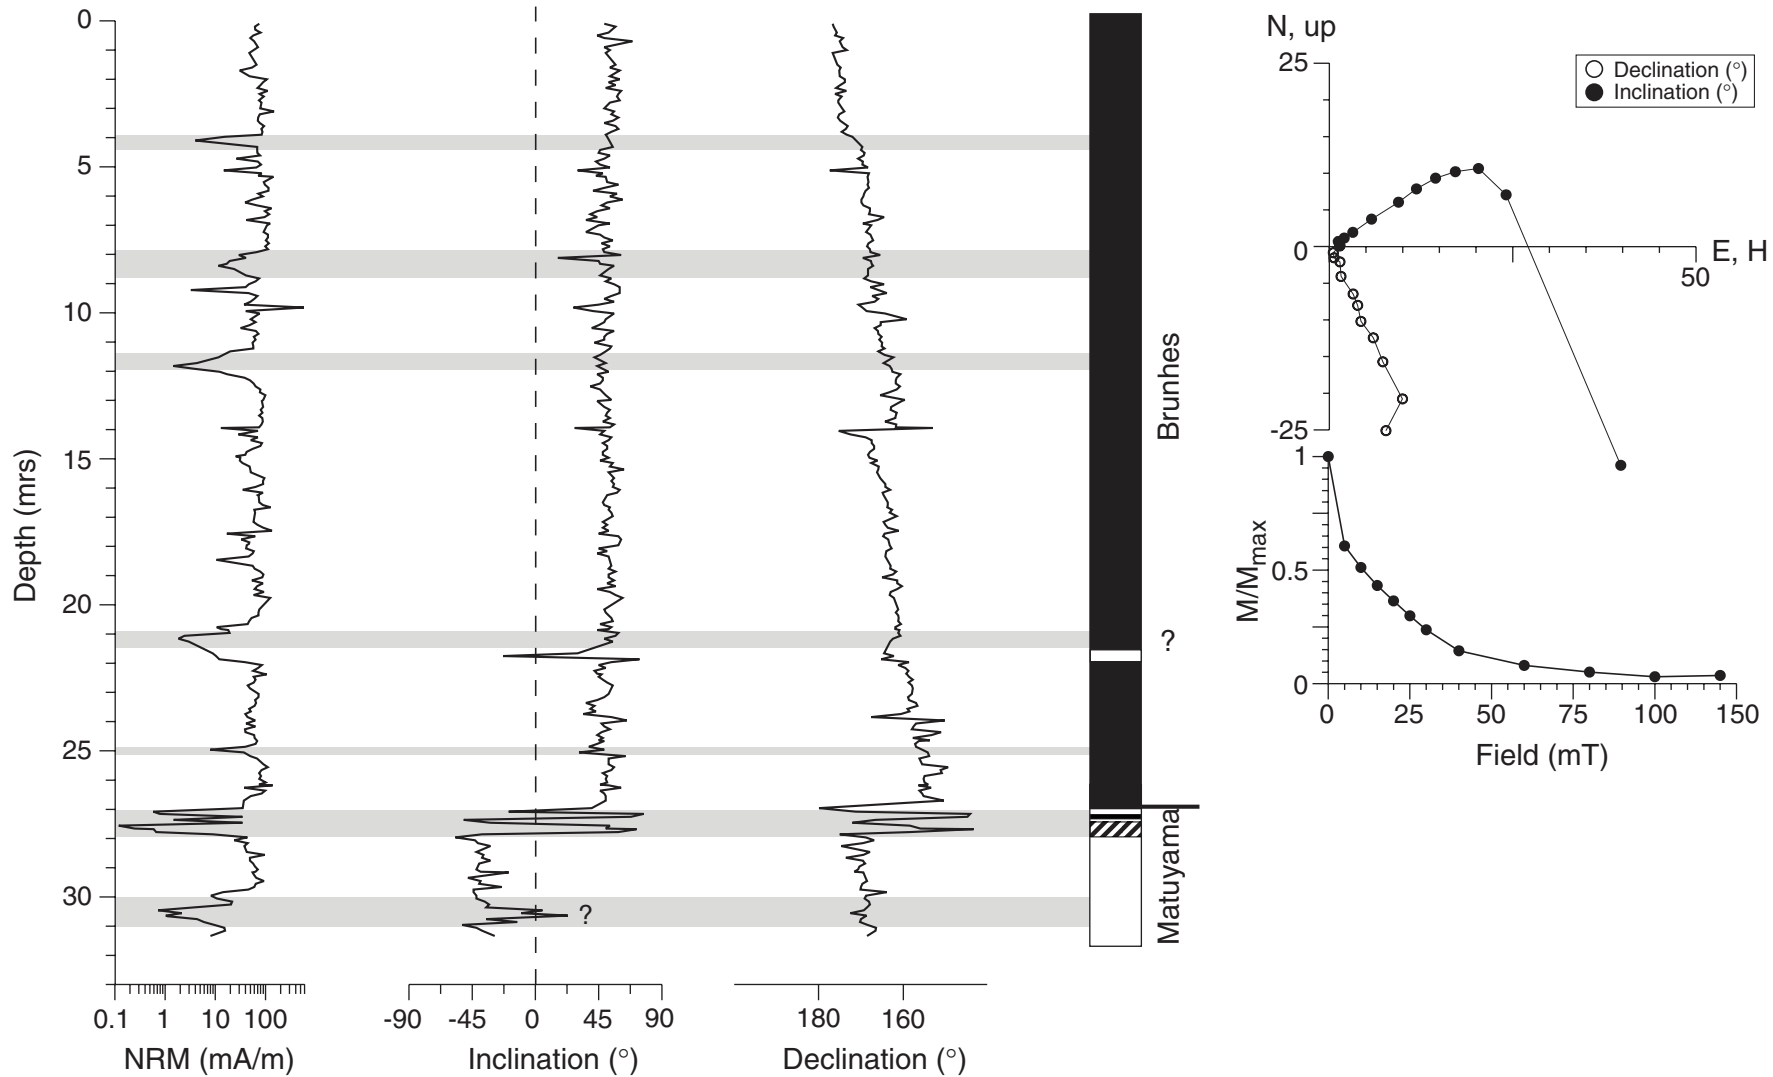 0
5
10
15
20
25
30
Depth (mrs)
0.1 1 10 100
NRM (mA/m)
-90 -45 0 45 90
Inclination (°)
?
180 160
Declination (°)
Brunhes
?
Matuyama
N, up
25
0
-25
E, H
50
Declination (°)
Inclination (°)
1
0.5
0
M/Mmax
0 25 50 75 100 150
Field (mT)